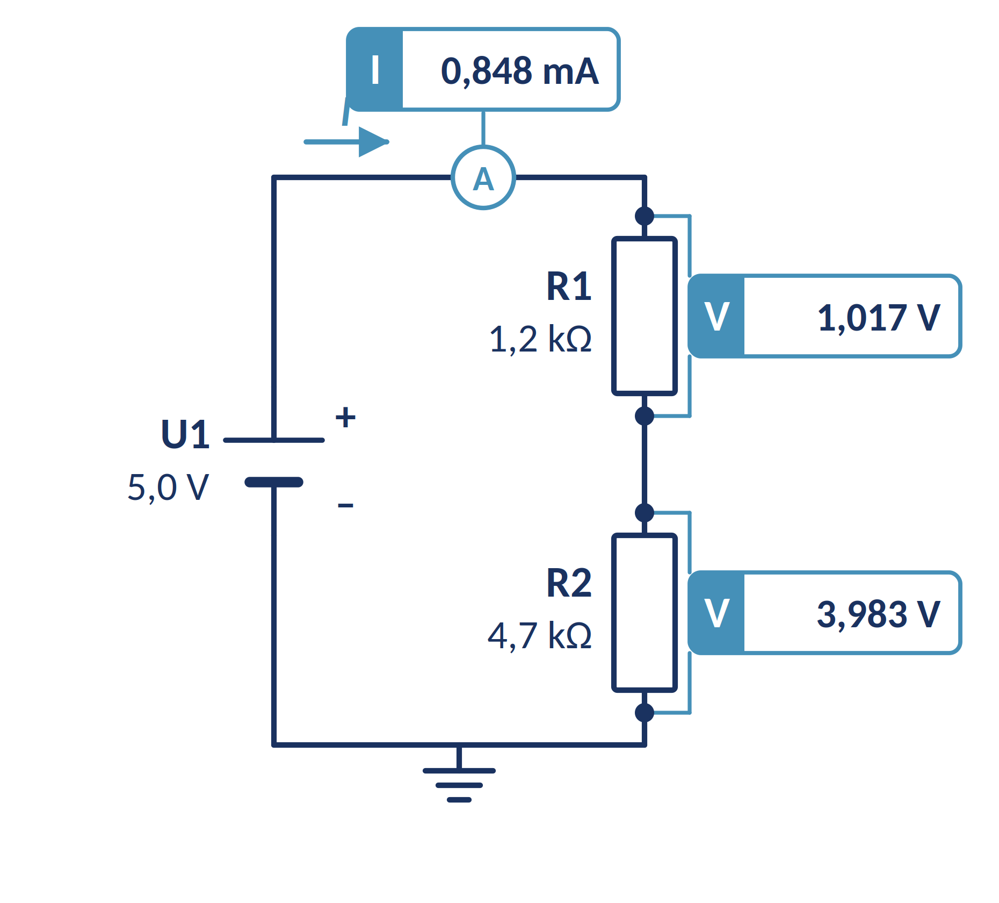 I 0,848 mA
I
A
R1
1,2 kΩ
V 1,017 V
U1
5,0 V
+
–
R2
4,7 kΩ
V 3,983 V